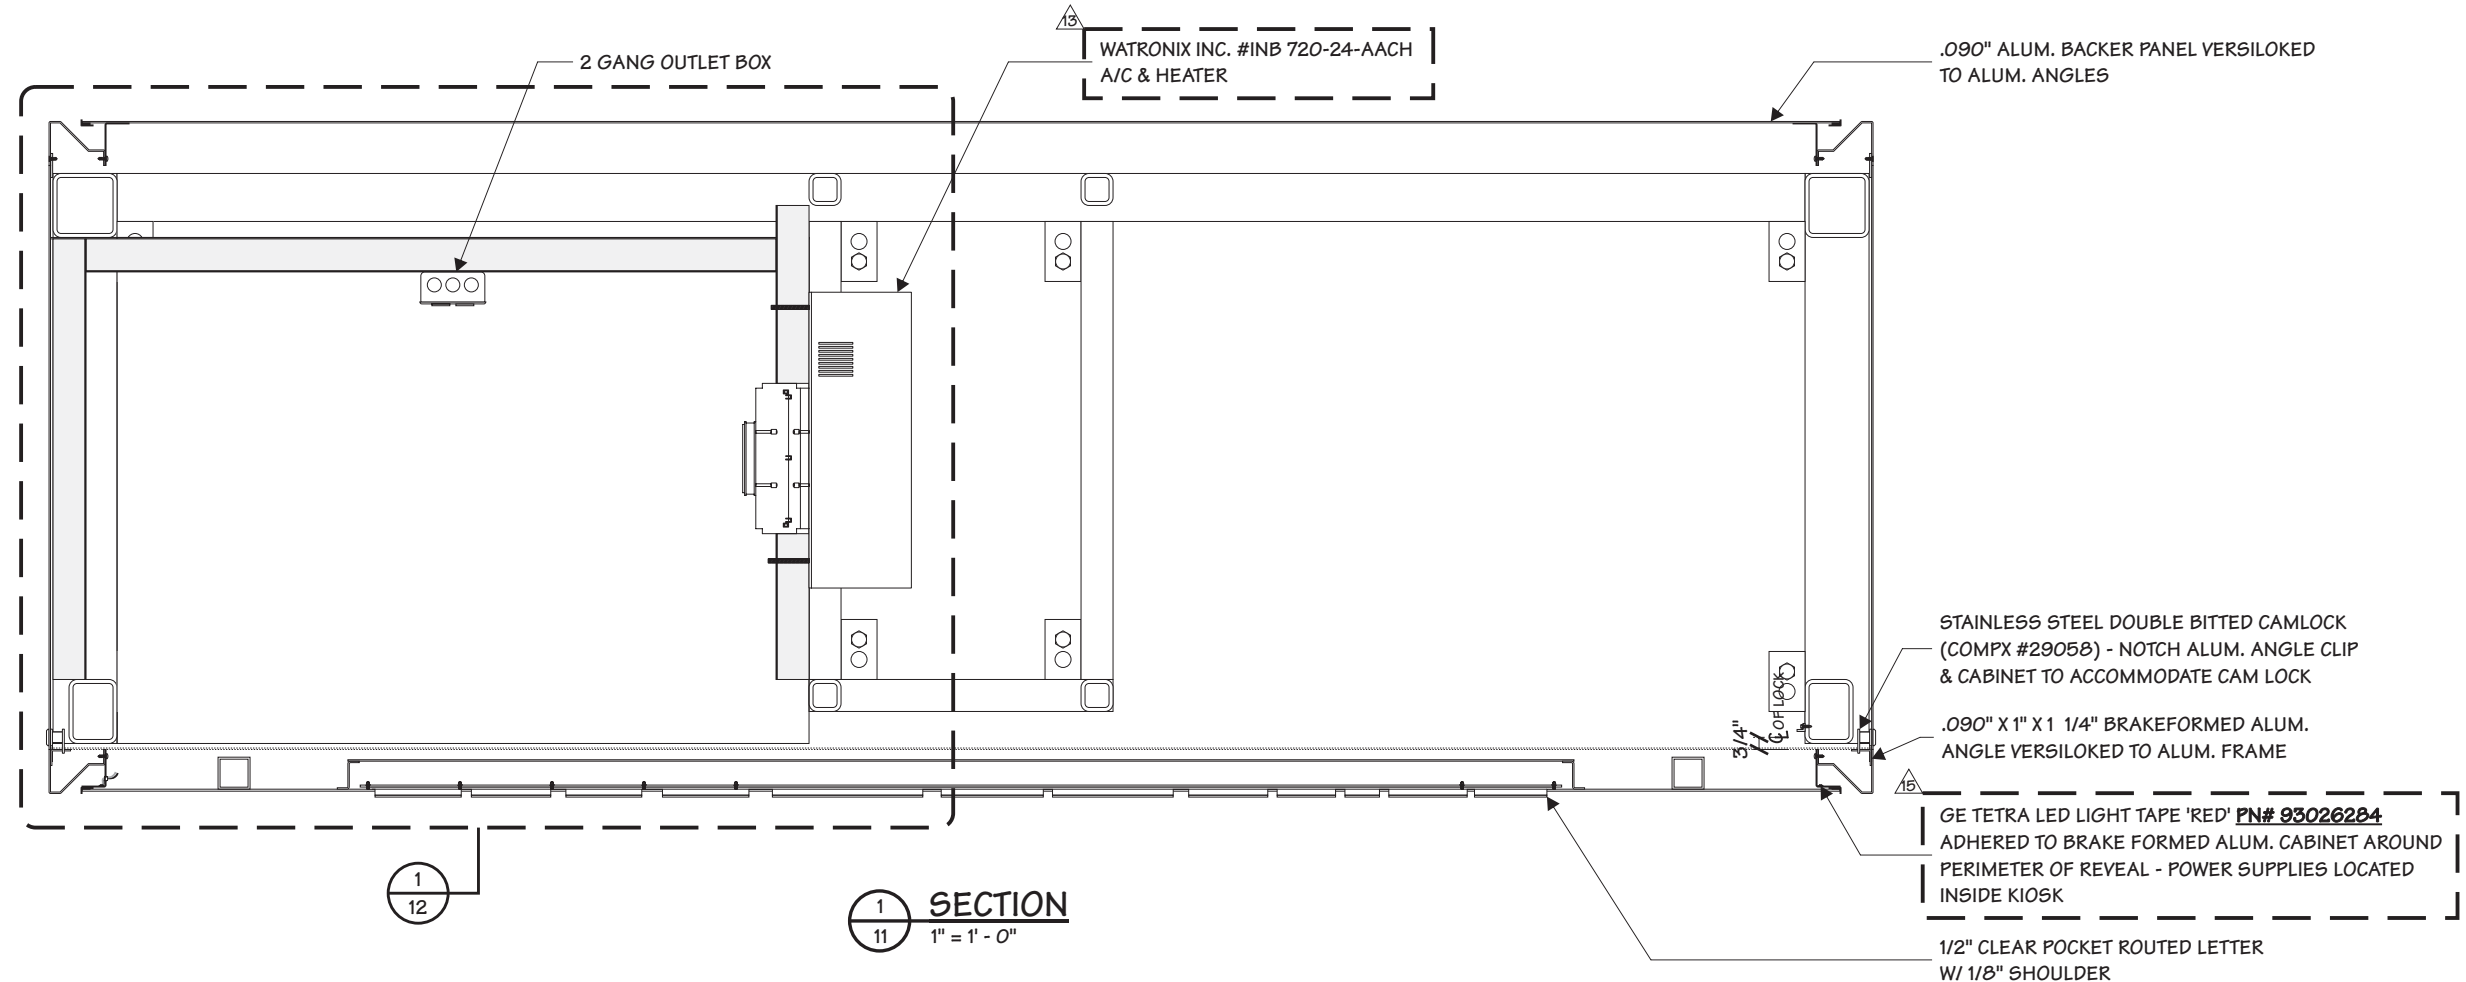 13
2 GANG OUTLET BOX
WATRONIX INC. #INB 720-24-AACH
A/C & HEATER
.090" ALUM. BACKER PANEL VERSILOKED
TO ALUM. ANGLES
STAINLESS STEEL DOUBLE BITTED CAMLOCK
(COMPX #29058) - NOTCH ALUM. ANGLE CLIP
& CABINET TO ACCOMMODATE CAM LOCK
3/4"
CL OF LOCK
.090" X 1" X 1 1/4" BRAKEFORMED ALUM.
ANGLE VERSILOKED TO ALUM. FRAME
15
GE TETRA LED LIGHT TAPE 'RED' PN# 93026284
ADHERED TO BRAKE FORMED ALUM. CABINET AROUND
PERIMETER OF REVEAL - POWER SUPPLIES LOCATED
INSIDE KIOSK
1/2" CLEAR POCKET ROUTED LETTER
W/ 1/8" SHOULDER
1
12
1
11
SECTION
1" = 1' - 0"